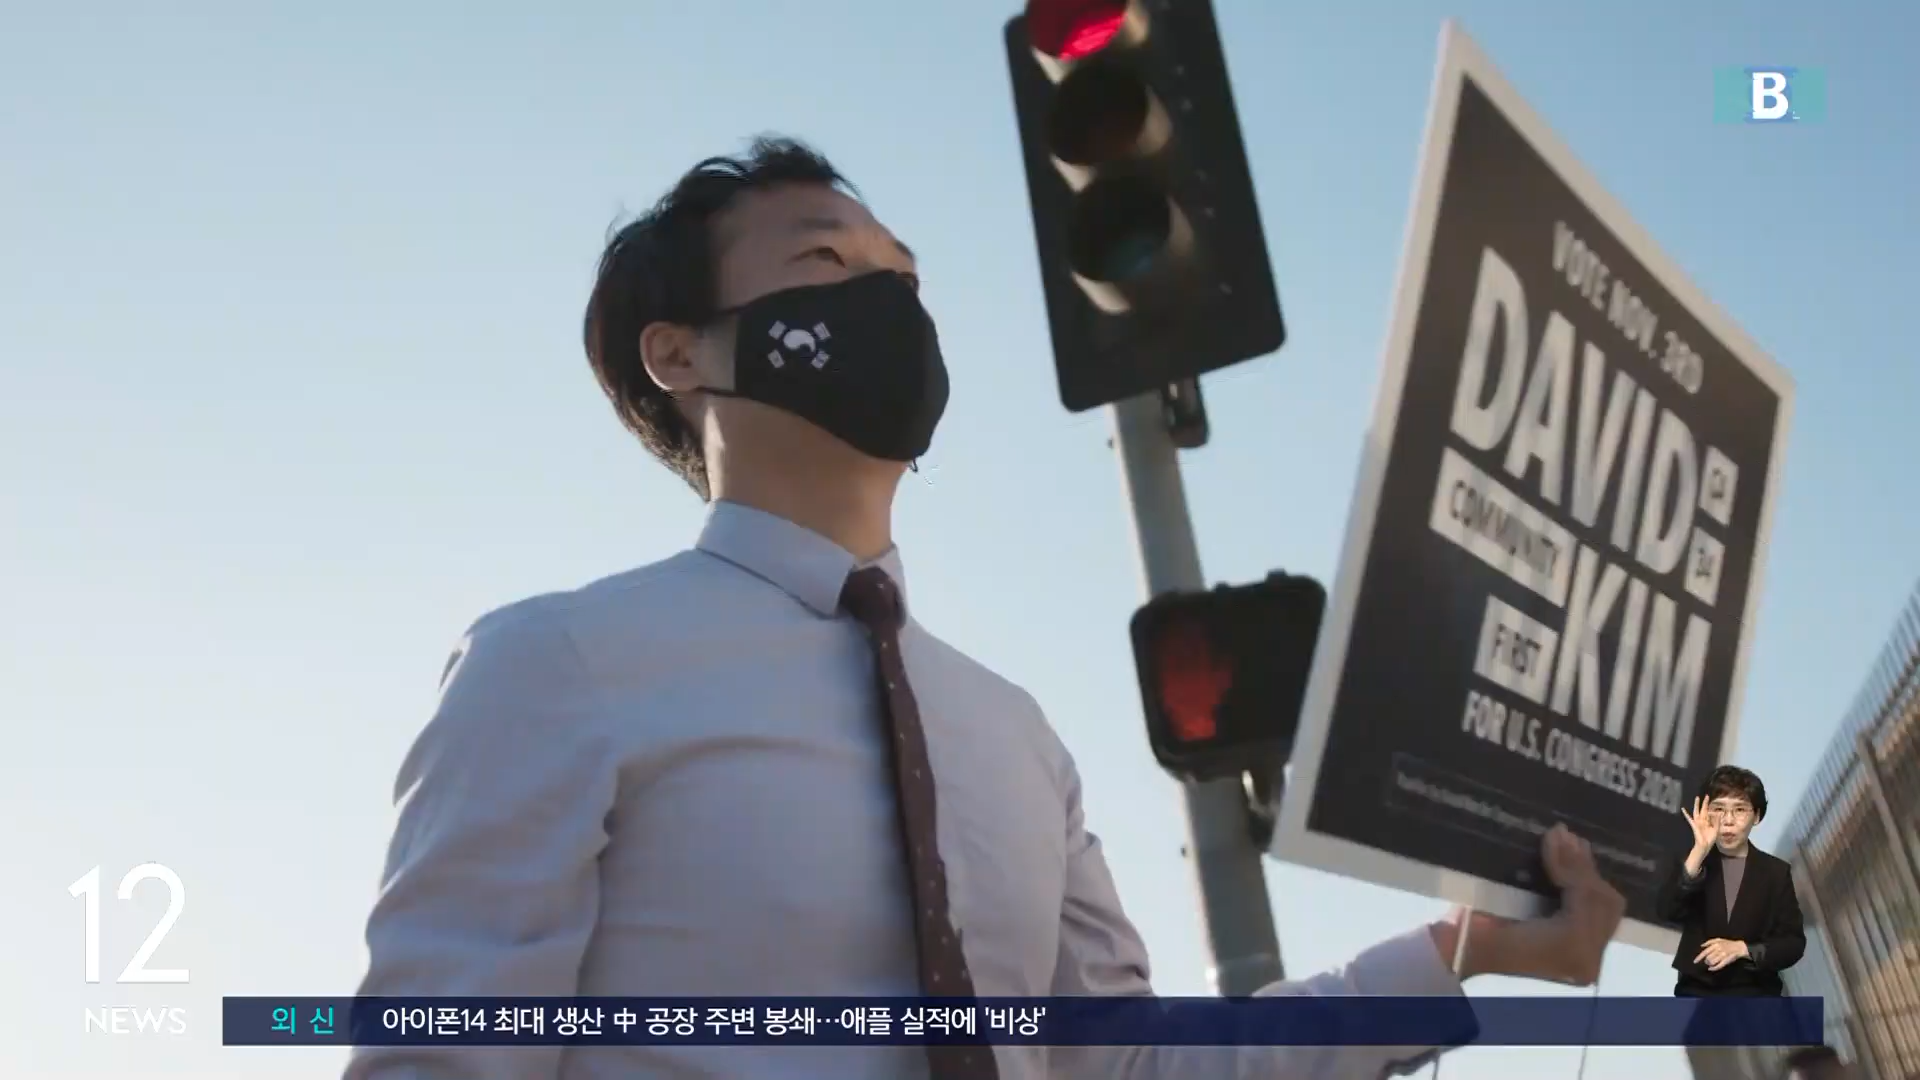 B
VOTE NOV. 3RD
DAVID
CA
34
COMMUNITY
FIRST
KIM
FOR U.S. CONGRESS 2020
12
NEWS
외 신 아이폰14 최대 생산 中 공장 주변 봉쇄…애플 실적에 '비상'